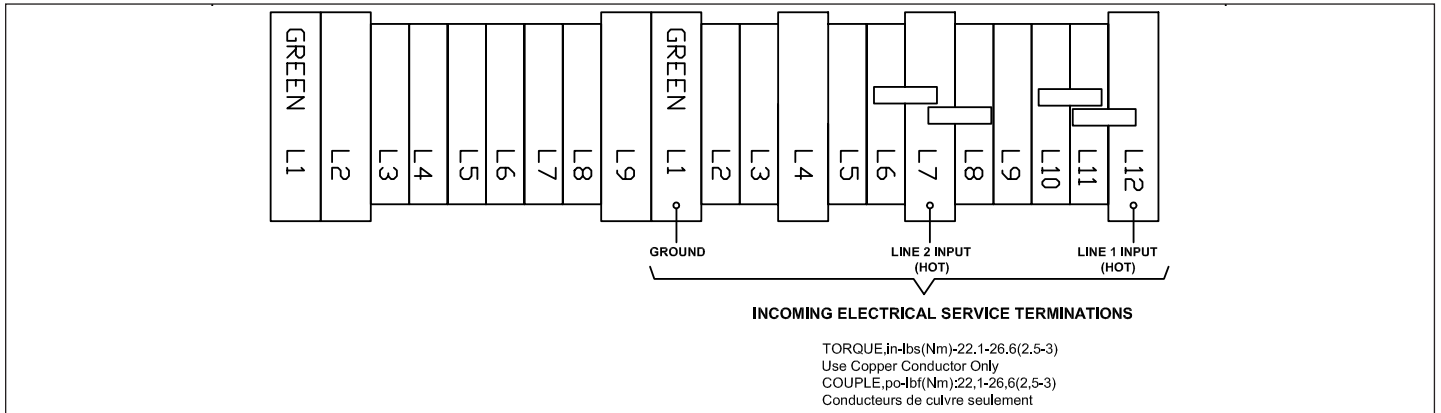 GREEN L1
L2
L3
L4
L5
L6
L7
L8
L9
GREEN L1
L2
L3
L4
L5
L6
L7
L8
L9
L10
L11
L12
GROUND
LINE 2 INPUT
(HOT)
LINE 1 INPUT
(HOT)
INCOMING ELECTRICAL SERVICE TERMINATIONS
TORQUE,in-lbs(Nm)-22.1-26.6(2.5-3)
Use Copper Conductor Only
COUPLE,po-lbf(Nm):22,1-26,6(2,5-3)
Conducteurs de cuivre seulement